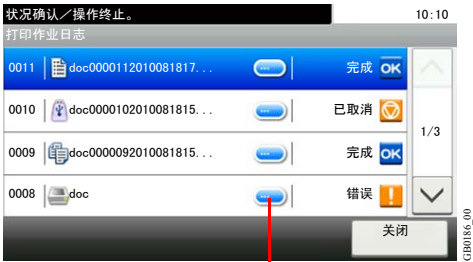 状况确认／操作终止。 10:10
打印作业日志
0011 doc0000112010081817... 完成 OK
0010 doc0000102010081815... 已取消
1/3
0009 doc0000092010081815... 完成 OK
0008 doc 错误
关闭
GB0186_00